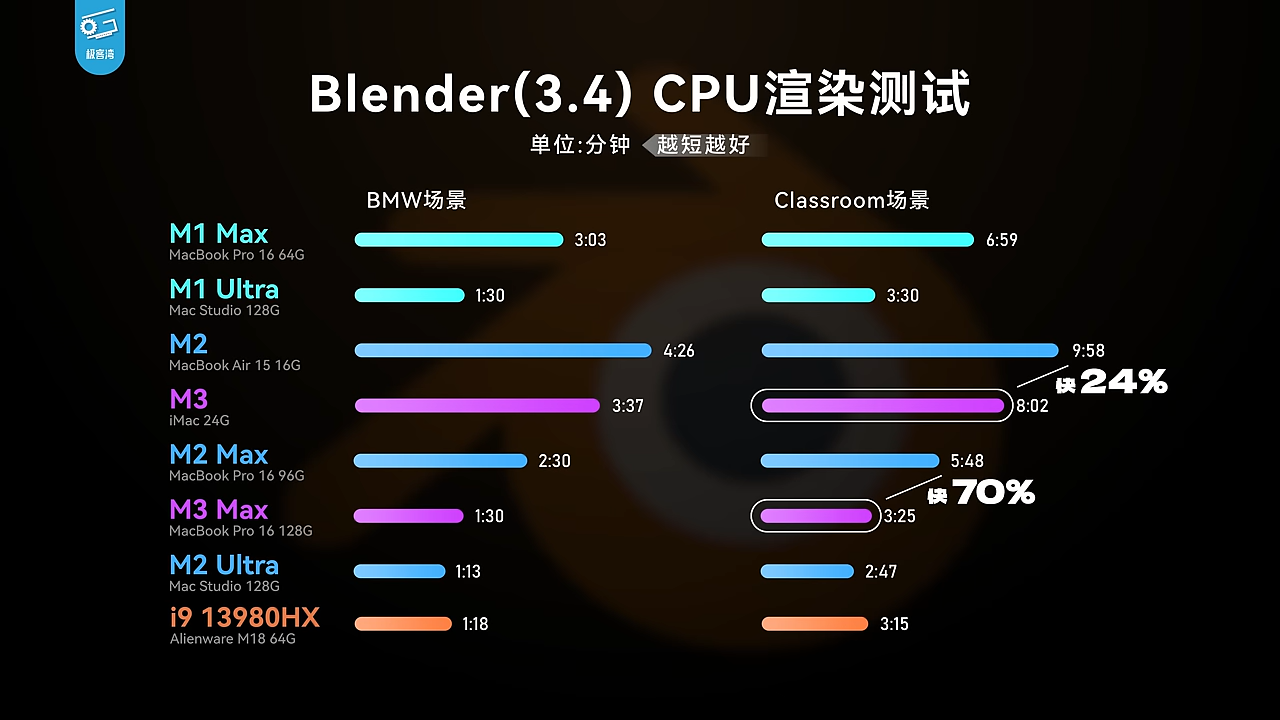 极客湾
Blender(3.4) CPU渲染测试
单位:分钟 越短越好
BMW场景 Classroom场景
M1 Max 3:03 6:59
MacBook Pro 16 64G
M1 Ultra 1:30 3:30
Mac Studio 128G
M2 4:26 9:58
MacBook Air 15 16G
快24%
M3 3:37 8:02
iMac 24G
M2 Max 2:30 5:48
MacBook Pro 16 96G
快70%
M3 Max 1:30 3:25
MacBook Pro 16 128G
M2 Ultra 1:13 2:47
Mac Studio 128G
i9 13980HX 1:18 3:15
Alienware M18 64G